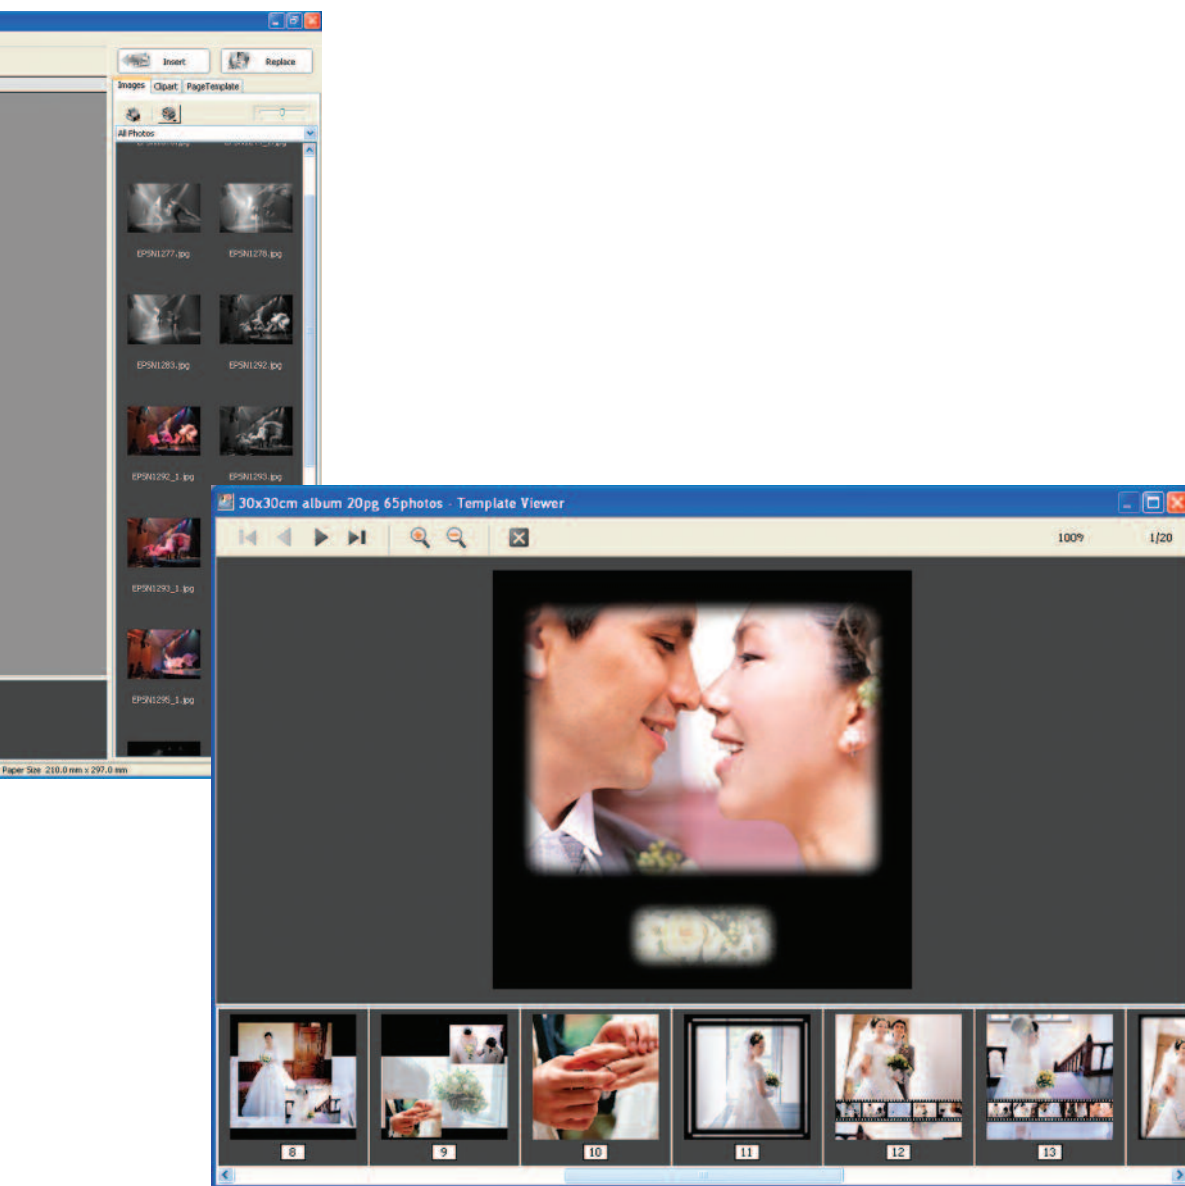 Insert Replace
Images Clipart PageTemplate
All Photos
EPSN1277.jpg EPSN1278.jpg
EPSN1283.jpg EPSN1292.jpg
EPSN1292_1.jpg EPSN1293.jpg
EPSN1293_1.jpg
EPSN1295_1.jpg
Paper Size 210.0 mm x 297.0 mm
30x30cm album 20pg 65photos - Template Viewer
100% 1/20
8 9 10 11 12 13